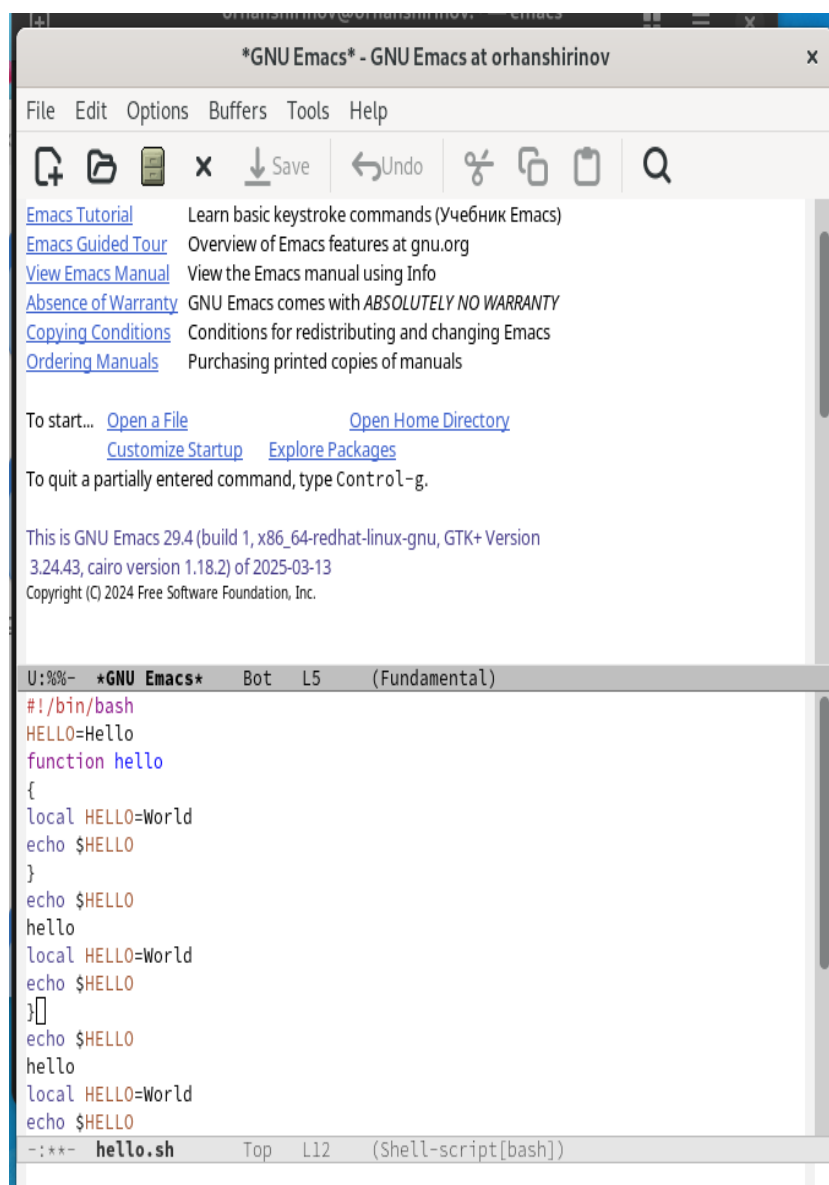 orhanshirinov@orhanshirinov: — emacs
*GNU Emacs* - GNU Emacs at orhanshirinov
File Edit Options Buffers Tools Help
Save Undo
Emacs Tutorial Learn basic keystroke commands (Учебник Emacs)
Emacs Guided Tour Overview of Emacs features at gnu.org
View Emacs Manual View the Emacs manual using Info
Absence of Warranty GNU Emacs comes with ABSOLUTELY NO WARRANTY
Copying Conditions Conditions for redistributing and changing Emacs
Ordering Manuals Purchasing printed copies of manuals
To start... Open a File Open Home Directory
Customize Startup Explore Packages
To quit a partially entered command, type Control-g.
This is GNU Emacs 29.4 (build 1, x86_64-redhat-linux-gnu, GTK+ Version
3.24.43, cairo version 1.18.2) of 2025-03-13
Copyright (C) 2024 Free Software Foundation, Inc.
U:%%- *GNU Emacs* Bot L5 (Fundamental)
#!/bin/bash
HELLO=Hello
function hello
{
local HELLO=World
echo $HELLO
}
echo $HELLO
hello
local HELLO=World
echo $HELLO
}
echo $HELLO
hello
local HELLO=World
echo $HELLO
-:**- hello.sh Top L12 (Shell-script[bash])